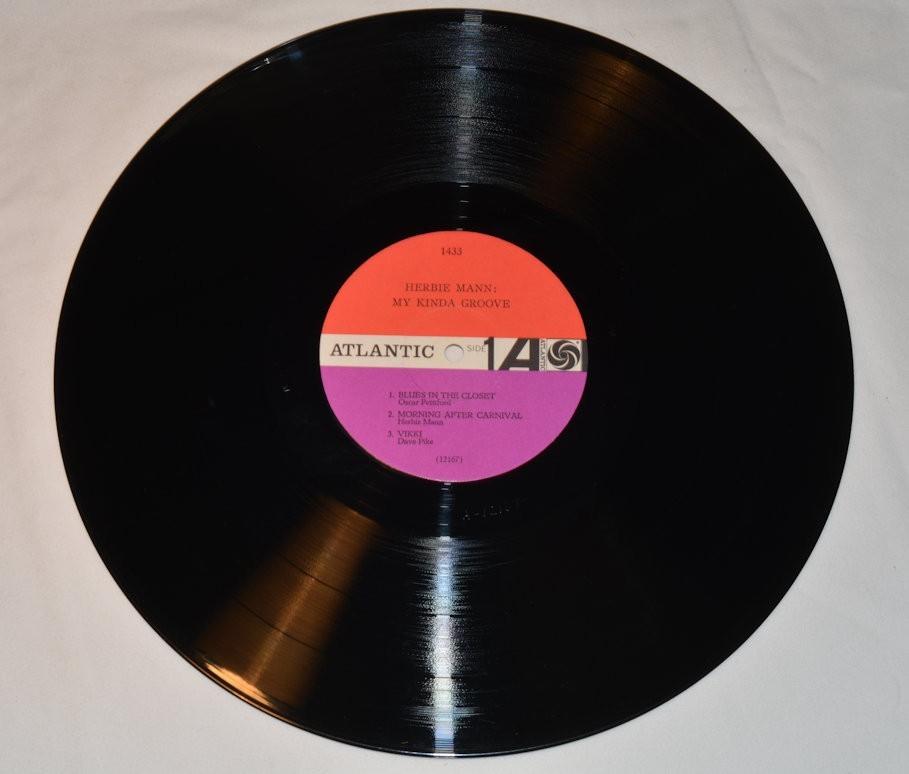 1433
HERBIE MANN:
MY KINDA GROOVE
ATLANTIC SIDE 1 A ATLANTIC
1. BLUES IN THE CLOSET
Oscar Pettiford
2. MORNING AFTER CARNIVAL
Herbie Mann
3. VIKKI
Dave Pike
(12167)